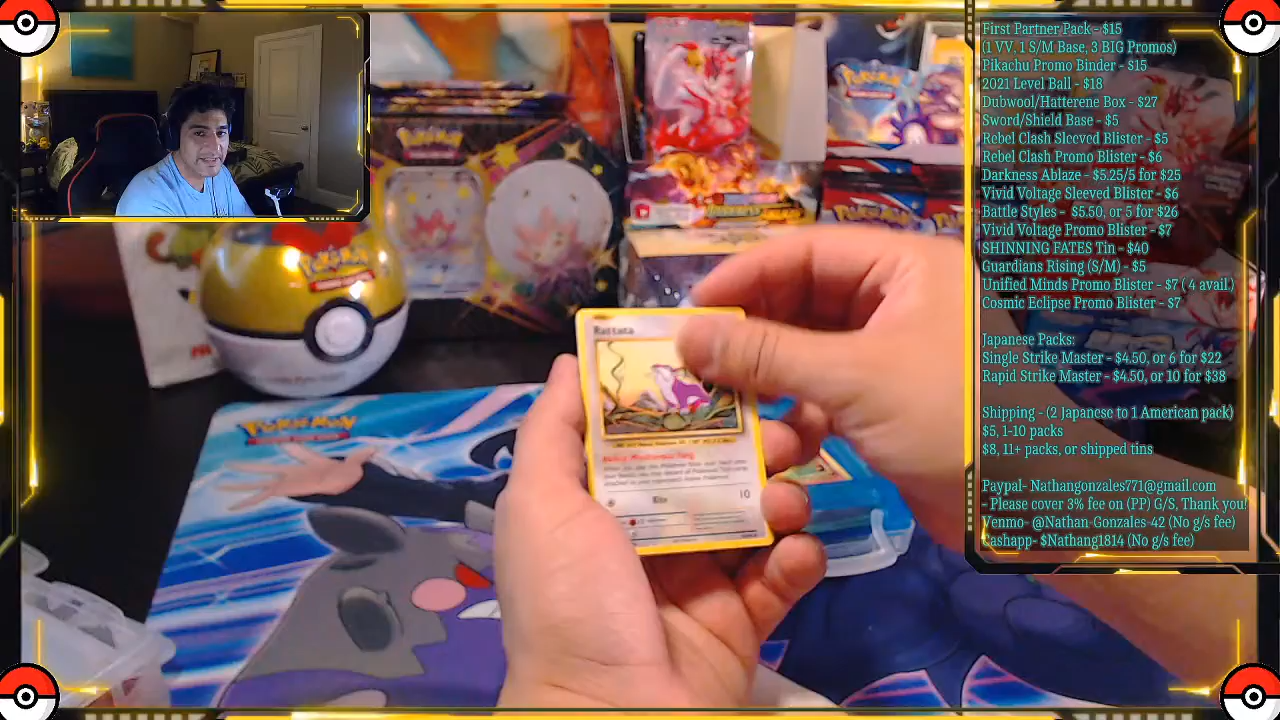 First Partner Pack - $15
(1 VV, 1 S/M Base, 3 BIG Promos)
Pikachu Promo Binder - $15
2021 Level Ball - $18
Dubwool/Hatterene Box - $27
Sword/Shield Base - $5
Rebel Clash Sleeved Blister - $5
Rebel Clash Promo Blister - $6
Darkness Ablaze - $5.25/5 for $25
Vivid Voltage Sleeved Blister - $6
Battle Styles - $5.50, or 5 for $26
Vivid Voltage Promo Blister - $7
SHINNING FATES Tin - $40
Guardians Rising (S/M) - $5
Unified Minds Promo Blister - $7 ( 4 avail.)
Cosmic Eclipse Promo Blister - $7
Japanese Packs:
Single Strike Master - $4.50, or 6 for $22
Rapid Strike Master - $4.50, or 10 for $38
Shipping - (2 Japanese to 1 American pack)
$5, 1-10 packs
$8, 11+ packs, or shipped tins
Paypal- Nathangonzales771@gmail.com
- Please cover 3% fee on (PP) G/S, Thank you!
Venmo- @Nathan-Gonzales-42 (No g/s fee)
Cashapp- $Nathang1814 (No g/s fee)
Pokémon
Pokémon
Pokémon
Pokémon
Pokémon
Rattata
Bite
10